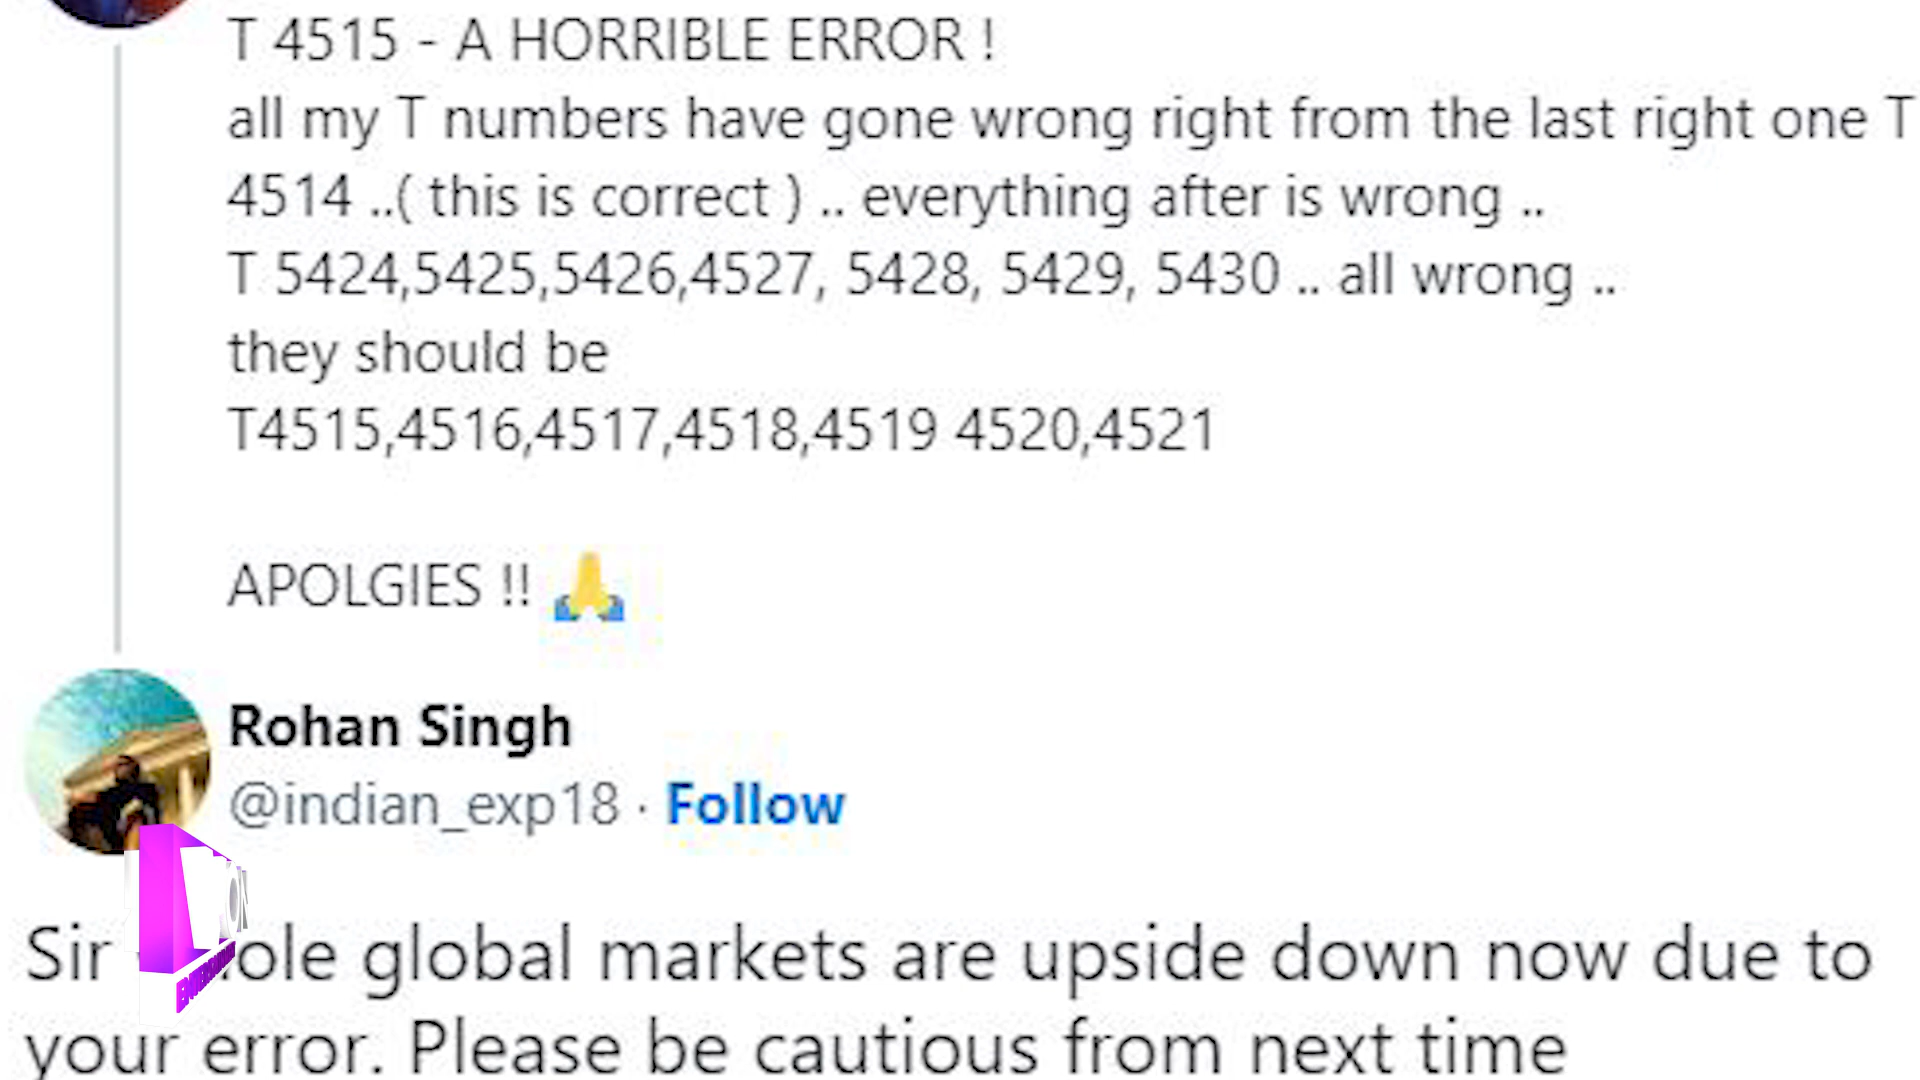 T 4515 - A HORRIBLE ERROR !
all my T numbers have gone wrong right from the last right one T
4514 ..( this is correct ) .. everything after is wrong ..
T 5424,5425,5426,4527, 5428, 5429, 5430 .. all wrong ..
they should be
T4515,4516,4517,4518,4519 4520,4521
APOLGIES !!
Rohan Singh
@indian_exp18 · Follow
Sir global markets are upside down now due to
your error. Please be cautious from next time